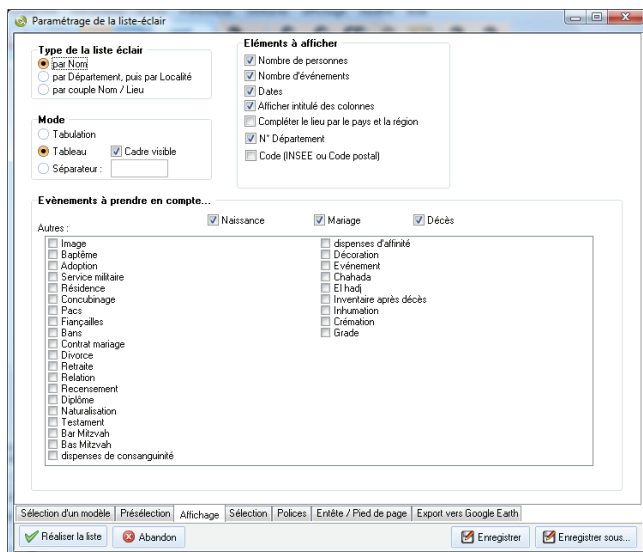 Paramétrage de la liste-éclair
Type de la liste éclair
par Nom
par Département, puis par Localité
par couple Nom / Lieu
Mode
Tabulation
Tableau
Cadre visible
Séparateur :
Eléments à afficher
Nombre de personnes
Nombre d'événements
Dates
Afficher intitulé des colonnes
Compléter le lieu par le pays et la région
N° Département
Code (INSEE ou Code postal)
Evènements à prendre en compte...
Naissance
Mariage
Décès
Autres :
Image
Baptême
Adoption
Service militaire
Résidence
Concubinage
Pacs
Fiançailles
Bans
Contrat mariage
Divorce
Retraite
Relation
Recensement
Diplôme
Naturalisation
Testament
Bar Mitzvah
Bas Mitzvah
dispenses de consanguinité
dispenses d'affinité
Décoration
Evénement
Chahada
El hadj
Inventaire après décès
Inhumation
Crémation
Grade
Sélection d'un modèle
Présélection
Affichage
Sélection
Polices
Entête / Pied de page
Export vers Google Earth
Réaliser la liste
Abandon
Enregistrer
Enregistrer sous...